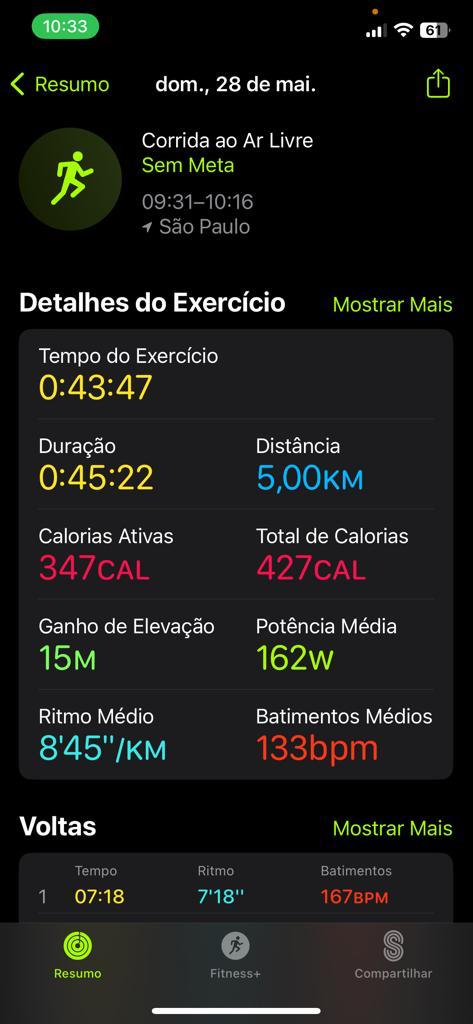 10:33
61
Resumo
dom., 28 de mai.
Corrida ao Ar Livre
Sem Meta
09:31–10:16
São Paulo
Detalhes do Exercício
Mostrar Mais
Tempo do Exercício
0:43:47
Duração
Distância
0:45:22
5,00KM
Calorias Ativas
Total de Calorias
347CAL
427CAL
Ganho de Elevação
Potência Média
15M
162W
Ritmo Médio
Batimentos Médios
8'45"/KM
133bpm
Voltas
Mostrar Mais
Tempo
Ritmo
Batimentos
1
07:18
7'18''
167BPM
Resumo
Fitness+
Compartilhar